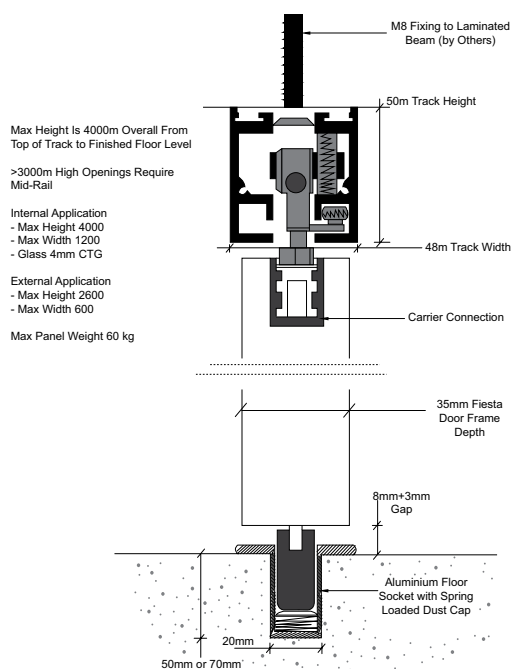 M8 Fixing to Laminated
Beam (by Others)
50m Track Height
Max Height Is 4000m Overall From
Top of Track to Finished Floor Level
>3000m High Openings Require
Mid-Rail
Internal Application
- Max Height 4000
- Max Width 1200
- Glass 4mm CTG
External Application
- Max Height 2600
- Max Width 600
Max Panel Weight 60 kg
48m Track Width
Carrier Connection
35mm Fiesta
Door Frame
Depth
8mm+3mm
Gap
Aluminium Floor
Socket with Spring
Loaded Dust Cap
20mm
50mm or 70mm